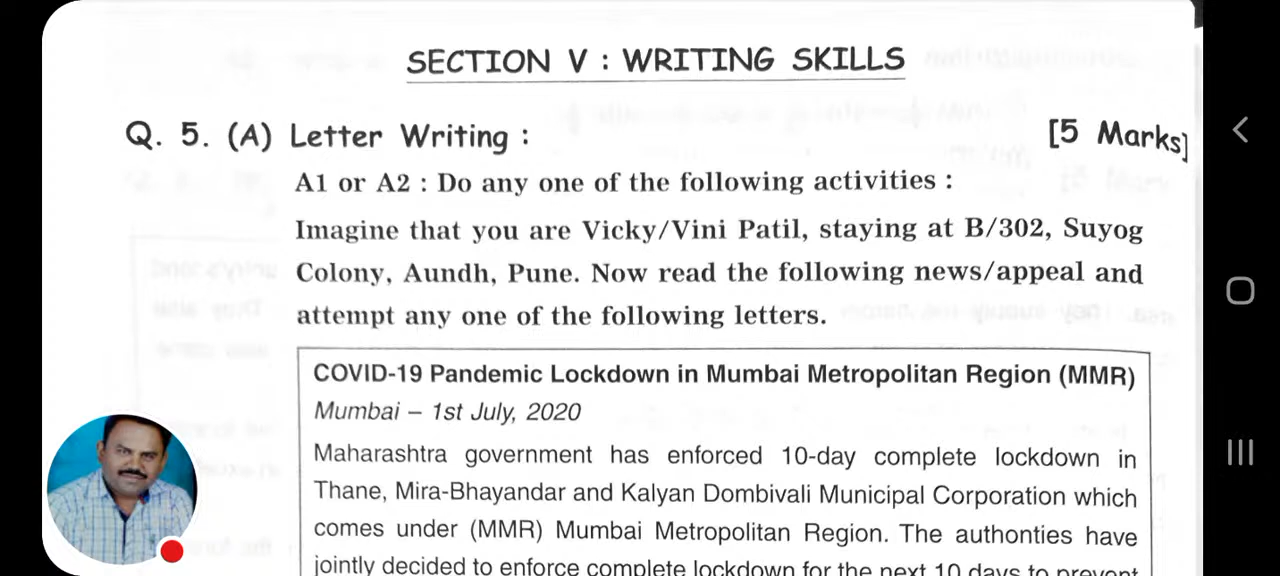 SECTION V : WRITING SKILLS
Q. 5. (A) Letter Writing : [5 Marks]
A1 or A2 : Do any one of the following activities :
Imagine that you are Vicky/Vini Patil, staying at B/302, Suyog
Colony, Aundh, Pune. Now read the following news/appeal and
attempt any one of the following letters.
COVID-19 Pandemic Lockdown in Mumbai Metropolitan Region (MMR)
Mumbai – 1st July, 2020
Maharashtra government has enforced 10-day complete lockdown in
Thane, Mira-Bhayandar and Kalyan Dombivali Municipal Corporation which
comes under (MMR) Mumbai Metropolitan Region. The authonties have
jointly decided to enforce complete lockdown for the next 10 days to prevent